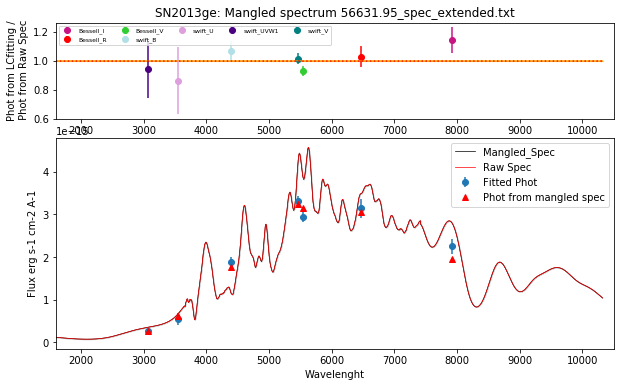 SN2013ge: Mangled spectrum 56631.95_spec_extended.txt
Phot from LCfitting /
Phot from Raw Spec
1.2
1.0
0.8
0.6
Bessell_I
Bessell_R
Bessell_V
swift_B
swift_U
swift_UVW1
swift_V
2000 3000 4000 5000 6000 7000 8000 9000 10000
Flux erg s-1 cm-2 A-1
4
3
2
1
0
Mangled_Spec
Raw Spec
Fitted Phot
Phot from mangled spec
2000 3000 4000 5000 6000 7000 8000 9000 10000
Wavelenght